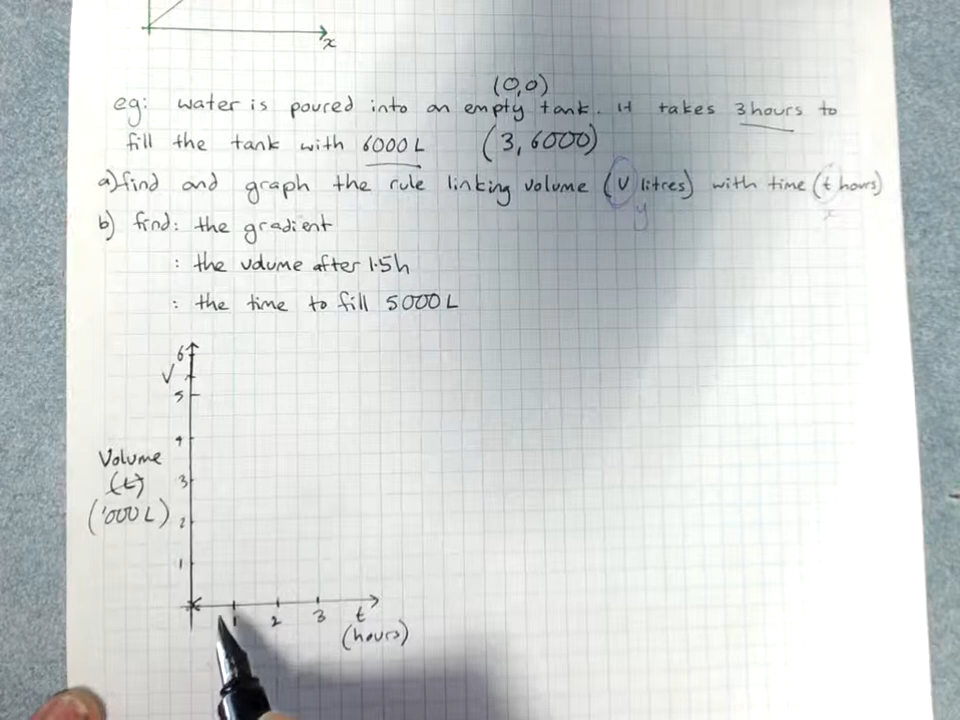 x
(0,0)
eg: water is poured into an empty tank. It takes 3 hours to
fill the tank with 6000 L (3, 6000)
a) find and graph the rule linking volume (V litres) with time (t hours)
y x
b) find: the gradient
: the volume after 1.5h
: the time to fill 5000 L
6
V
5
4
Volume
3
('000 L)
2
1
1 2 3 t
(hours)